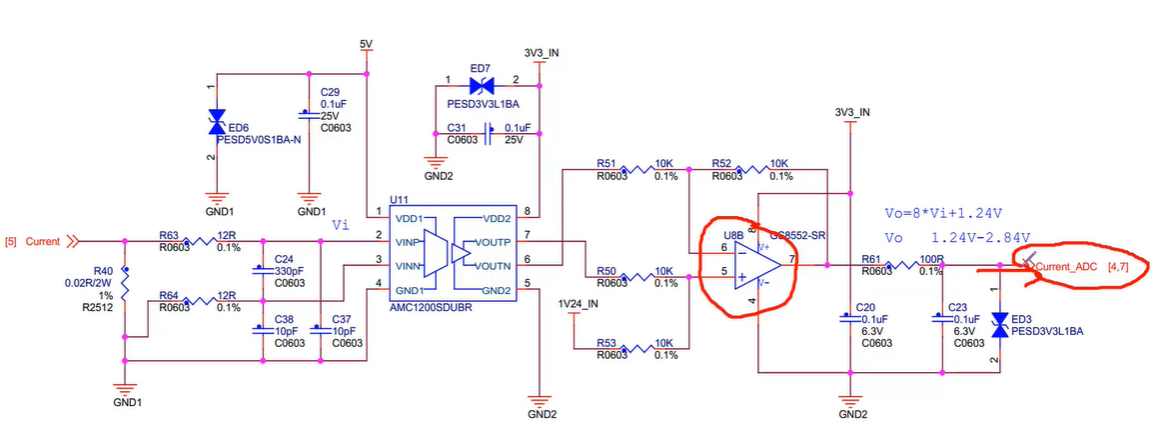 5V
3V3_IN
ED7
1
2
PESD3V3L1BA
C29
0.1uF
25V
C0603
1
ED6
PESD5V0S1BA-N
2
C31
C0603
0.1uF
25V
GND2
3V3_IN
GND1
GND1
R51
R0603
10K
0.1%
R52
R0603
10K
0.1%
U11
Vi
1
VDD1
VDD2
8
[5]
Current
R63
R0603
12R
0.1%
2
VINP
VOUTP
7
3
VINN
VOUTN
6
4
GND1
GND2
5
AMC1200SDUBR
Vo=8*Vi+1.24V
Vo 1.24V-2.84V
U8B
GS8552-SR
8
V+
6
7
5
V-
4
R61
R0603
100R
0.1%
Current_ADC
[4,7]
R40
0.02R/2W
1%
R2512
C24
330pF
C0603
R64
R0603
12R
0.1%
R50
R0603
10K
0.1%
1V24_IN
C38
10pF
C0603
C37
10pF
C0603
R53
R0603
10K
0.1%
C20
0.1uF
6.3V
C0603
C23
0.1uF
6.3V
C0603
1
ED3
PESD3V3L1BA
2
GND1
GND2
GND2